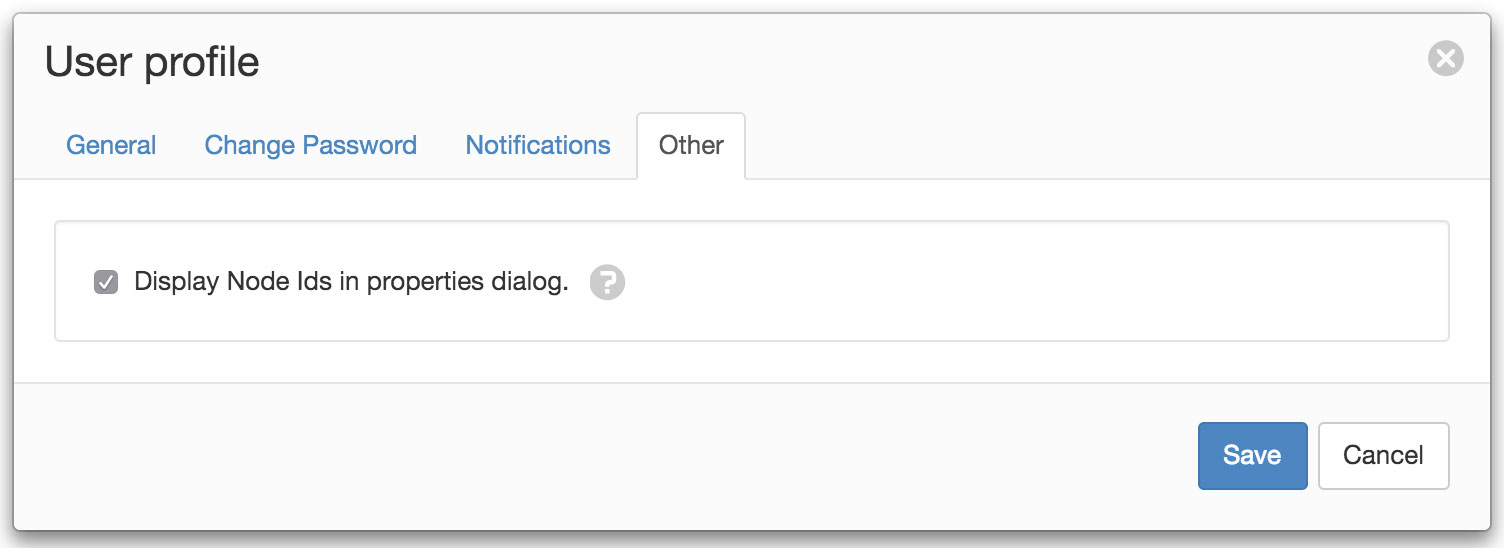 User profile
General Change Password Notifications Other
Display Node Ids in properties dialog. ?
Save Cancel